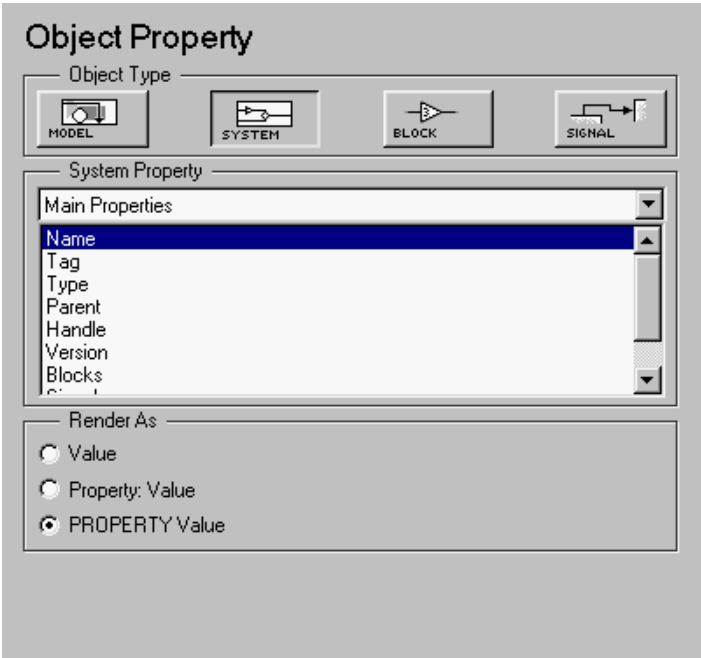 Object Property
Object Type
MODEL
SYSTEM
BLOCK
SIGNAL
System Property
Main Properties
Name
Tag
Type
Parent
Handle
Version
Blocks
Render As
Value
Property: Value
PROPERTY Value